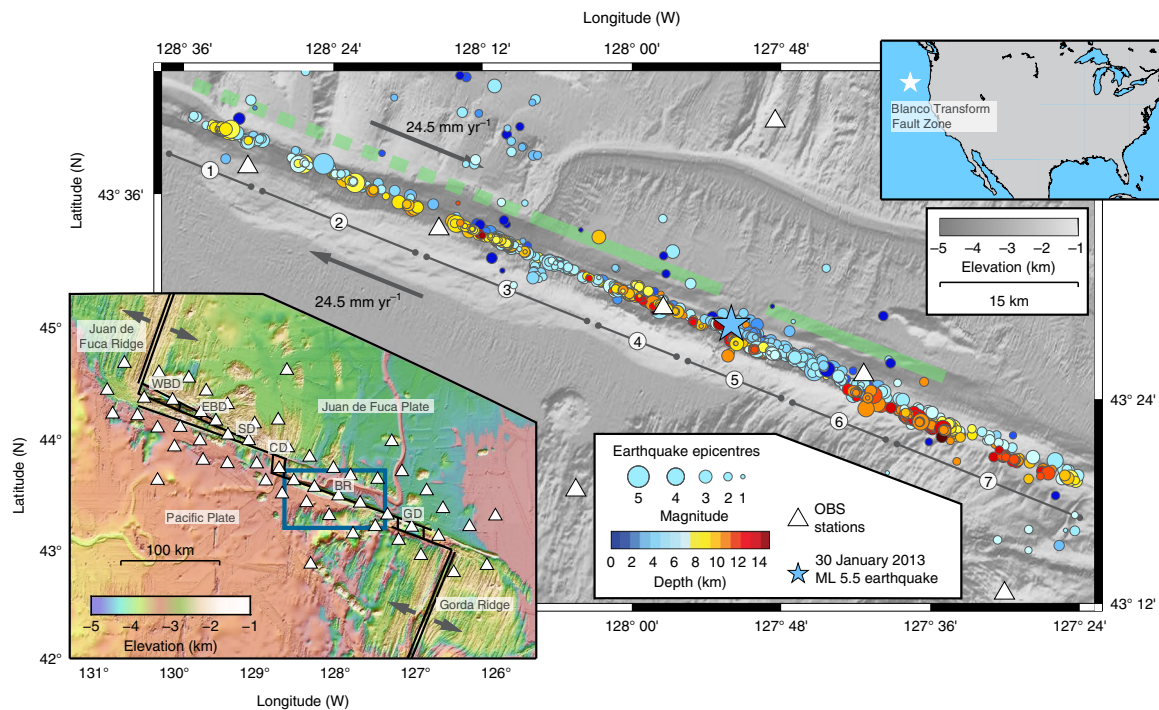 Longitude (W)
128° 36′
128° 24′
128° 12′
128° 00′
127° 48′
Blanco Transform
Fault Zone
24.5 mm yr⁻¹
Latitude (N)
43° 36′
1
2
3
4
5
6
7
24.5 mm yr⁻¹
–5
–4
–3
–2
–1
Elevation (km)
15 km
43° 24′
43° 12′
128° 00′
127° 48′
127° 36′
127° 24′
Earthquake epicentres
5
4
3
2
1
Magnitude
0
2
4
6
8
10
12
14
Depth (km)
OBS
stations
30 January 2013
ML 5.5 earthquake
45°
44°
43°
42°
Latitude (N)
Juan de
Fuca Ridge
WBD
EBD
SD
CD
BR
GD
Juan de Fuca Plate
Pacific Plate
100 km
Gorda Ridge
–5
–4
–3
–2
–1
Elevation (km)
131°
130°
129°
128°
127°
126°
Longitude (W)